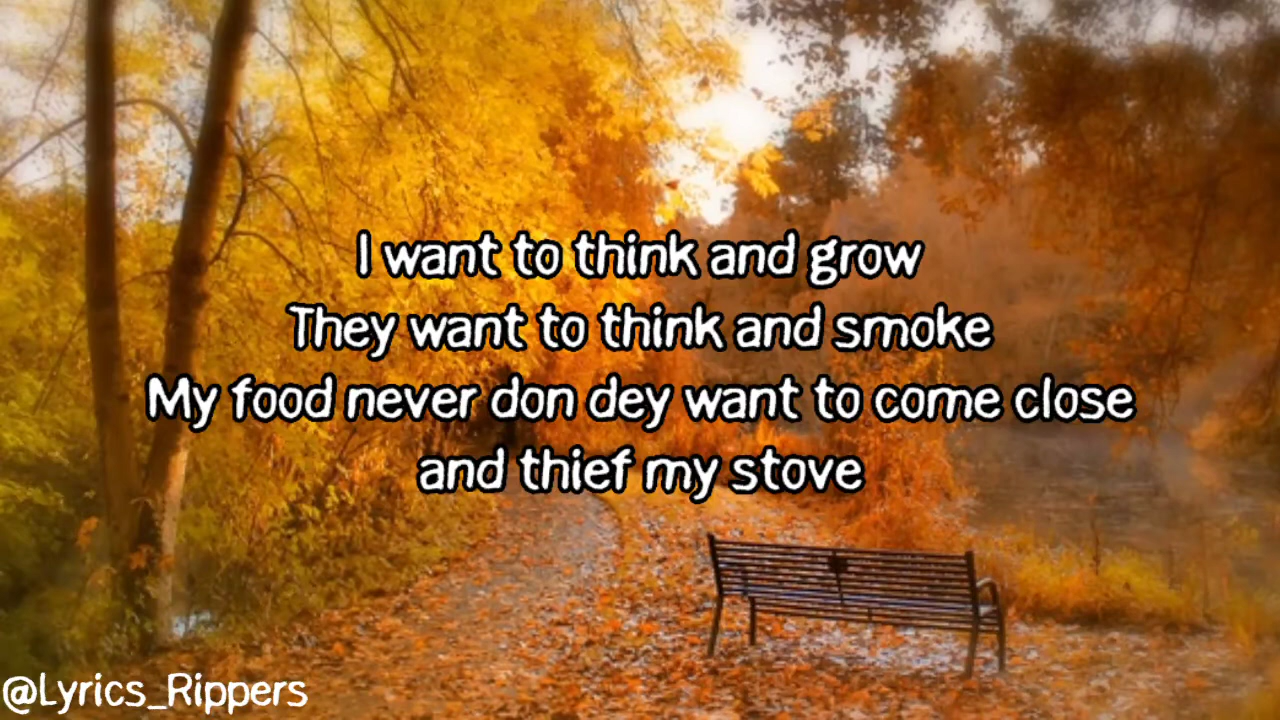 I want to think and grow
They want to think and smoke
My food never don dey want to come close
and thief my stove
@Lyrics_Rippers